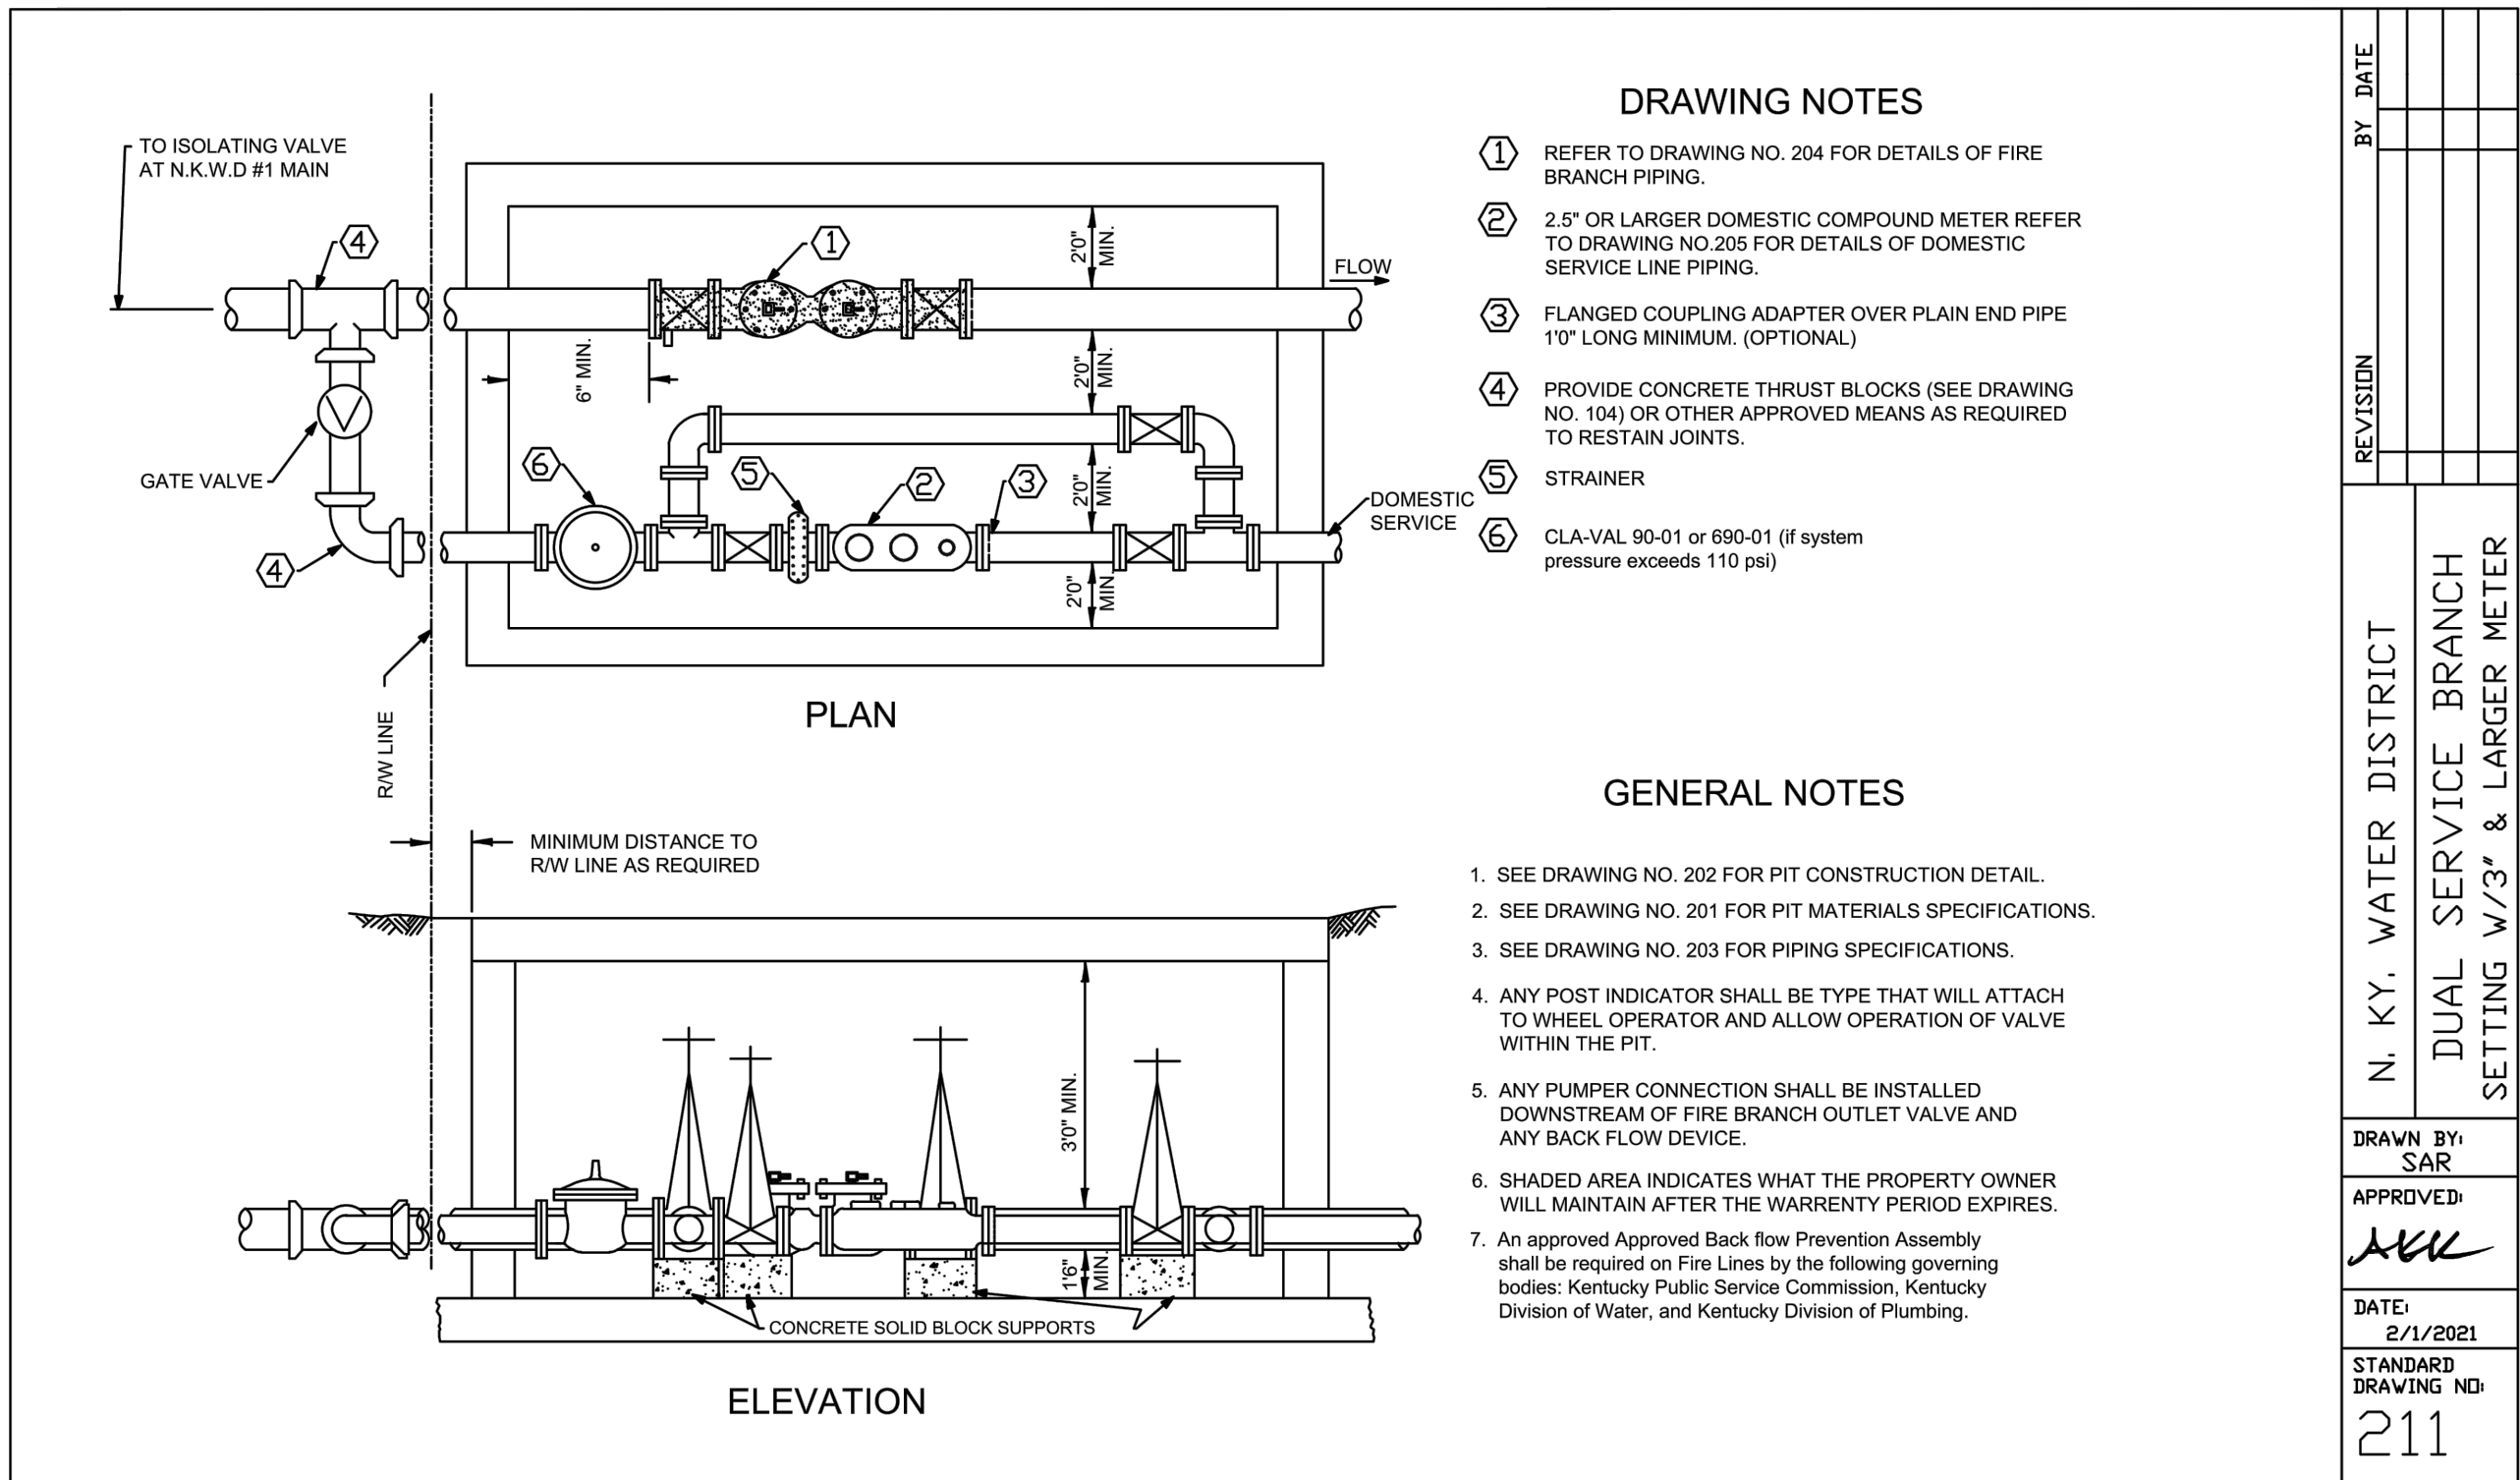 TO ISOLATING VALVE
AT N.K.W.D #1 MAIN
4
1
2'0"
MIN.
FLOW
6" MIN.
2'0"
MIN.
GATE VALVE
6
5
2
3
2'0"
MIN.
DOMESTIC
SERVICE
4
2'0"
MIN.
R/W LINE
PLAN
MINIMUM DISTANCE TO
R/W LINE AS REQUIRED
3'0" MIN.
1'6"
MIN.
CONCRETE SOLID BLOCK SUPPORTS
ELEVATION
DRAWING NOTES
1 REFER TO DRAWING NO. 204 FOR DETAILS OF FIRE
BRANCH PIPING.
2 2.5" OR LARGER DOMESTIC COMPOUND METER REFER
TO DRAWING NO.205 FOR DETAILS OF DOMESTIC
SERVICE LINE PIPING.
3 FLANGED COUPLING ADAPTER OVER PLAIN END PIPE
1'0" LONG MINIMUM. (OPTIONAL)
4 PROVIDE CONCRETE THRUST BLOCKS (SEE DRAWING
NO. 104) OR OTHER APPROVED MEANS AS REQUIRED
TO RESTAIN JOINTS.
5 STRAINER
6 CLA-VAL 90-01 or 690-01 (if system
pressure exceeds 110 psi)
GENERAL NOTES
1. SEE DRAWING NO. 202 FOR PIT CONSTRUCTION DETAIL.
2. SEE DRAWING NO. 201 FOR PIT MATERIALS SPECIFICATIONS.
3. SEE DRAWING NO. 203 FOR PIPING SPECIFICATIONS.
4. ANY POST INDICATOR SHALL BE TYPE THAT WILL ATTACH
TO WHEEL OPERATOR AND ALLOW OPERATION OF VALVE
WITHIN THE PIT.
5. ANY PUMPER CONNECTION SHALL BE INSTALLED
DOWNSTREAM OF FIRE BRANCH OUTLET VALVE AND
ANY BACK FLOW DEVICE.
6. SHADED AREA INDICATES WHAT THE PROPERTY OWNER
WILL MAINTAIN AFTER THE WARRENTY PERIOD EXPIRES.
7. An approved Approved Back flow Prevention Assembly
shall be required on Fire Lines by the following governing
bodies: Kentucky Public Service Commission, Kentucky
Division of Water, and Kentucky Division of Plumbing.
REVISION
BY DATE
N. KY. WATER DISTRICT
DUAL SERVICE BRANCH
SETTING W/3" & LARGER METER
DRAWN BY:
SAR
APPROVED:
DATE:
2/1/2021
STANDARD
DRAWING NO:
211